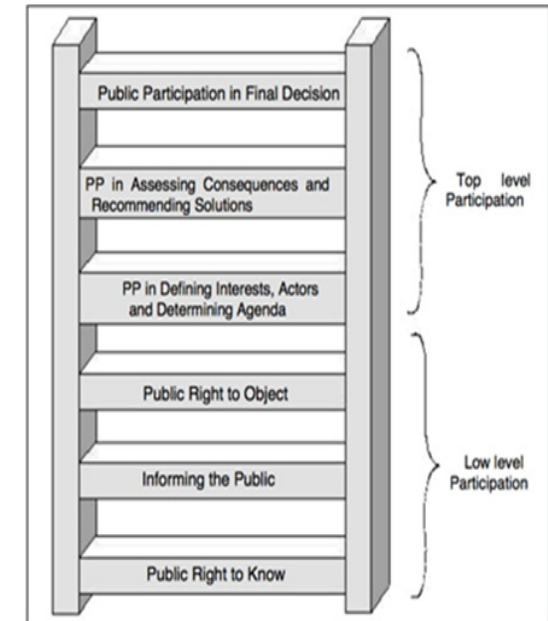 Public Participation in Final Decision
PP in Assessing Consequences and
Recommending Solutions
PP in Defining Interests, Actors
and Determining Agenda
Public Right to Object
Informing the Public
Public Right to Know
Top level
Participation
Low level
Participation